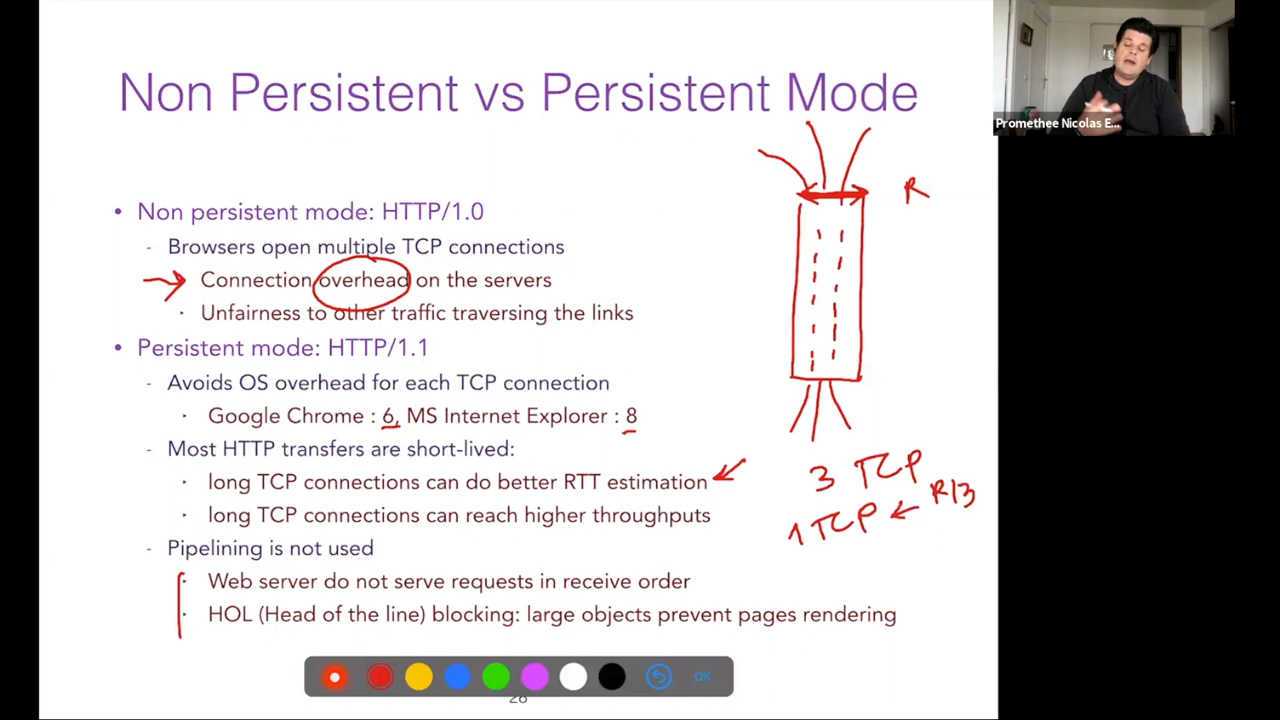 Non Persistent vs Persistent Mode
Promethee Nicolas E...
R
• Non persistent mode: HTTP/1.0
- Browsers open multiple TCP connections
Connection overhead on the servers
· Unfairness to other traffic traversing the links
• Persistent mode: HTTP/1.1
- Avoids OS overhead for each TCP connection
· Google Chrome : 6, MS Internet Explorer : 8
- Most HTTP transfers are short-lived:
· long TCP connections can do better RTT estimation
· long TCP connections can reach higher throughputs
3 TCP
1 TCP ← R/3
- Pipelining is not used
· Web server do not serve requests in receive order
· HOL (Head of the line) blocking: large objects prevent pages rendering
OK